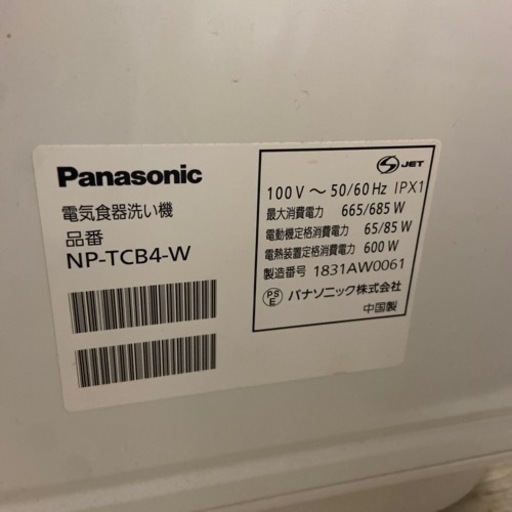 Panasonic
電気食器洗い機
品番
NP-TCB4-W
S JET
100V～50/60Hz IPX1
最大消費電力 665/685W
電動機定格消費電力 65/85W
電熱装置定格消費電力 600W
製造番号 1831AW0061
PSE パナソニック株式会社
中国製